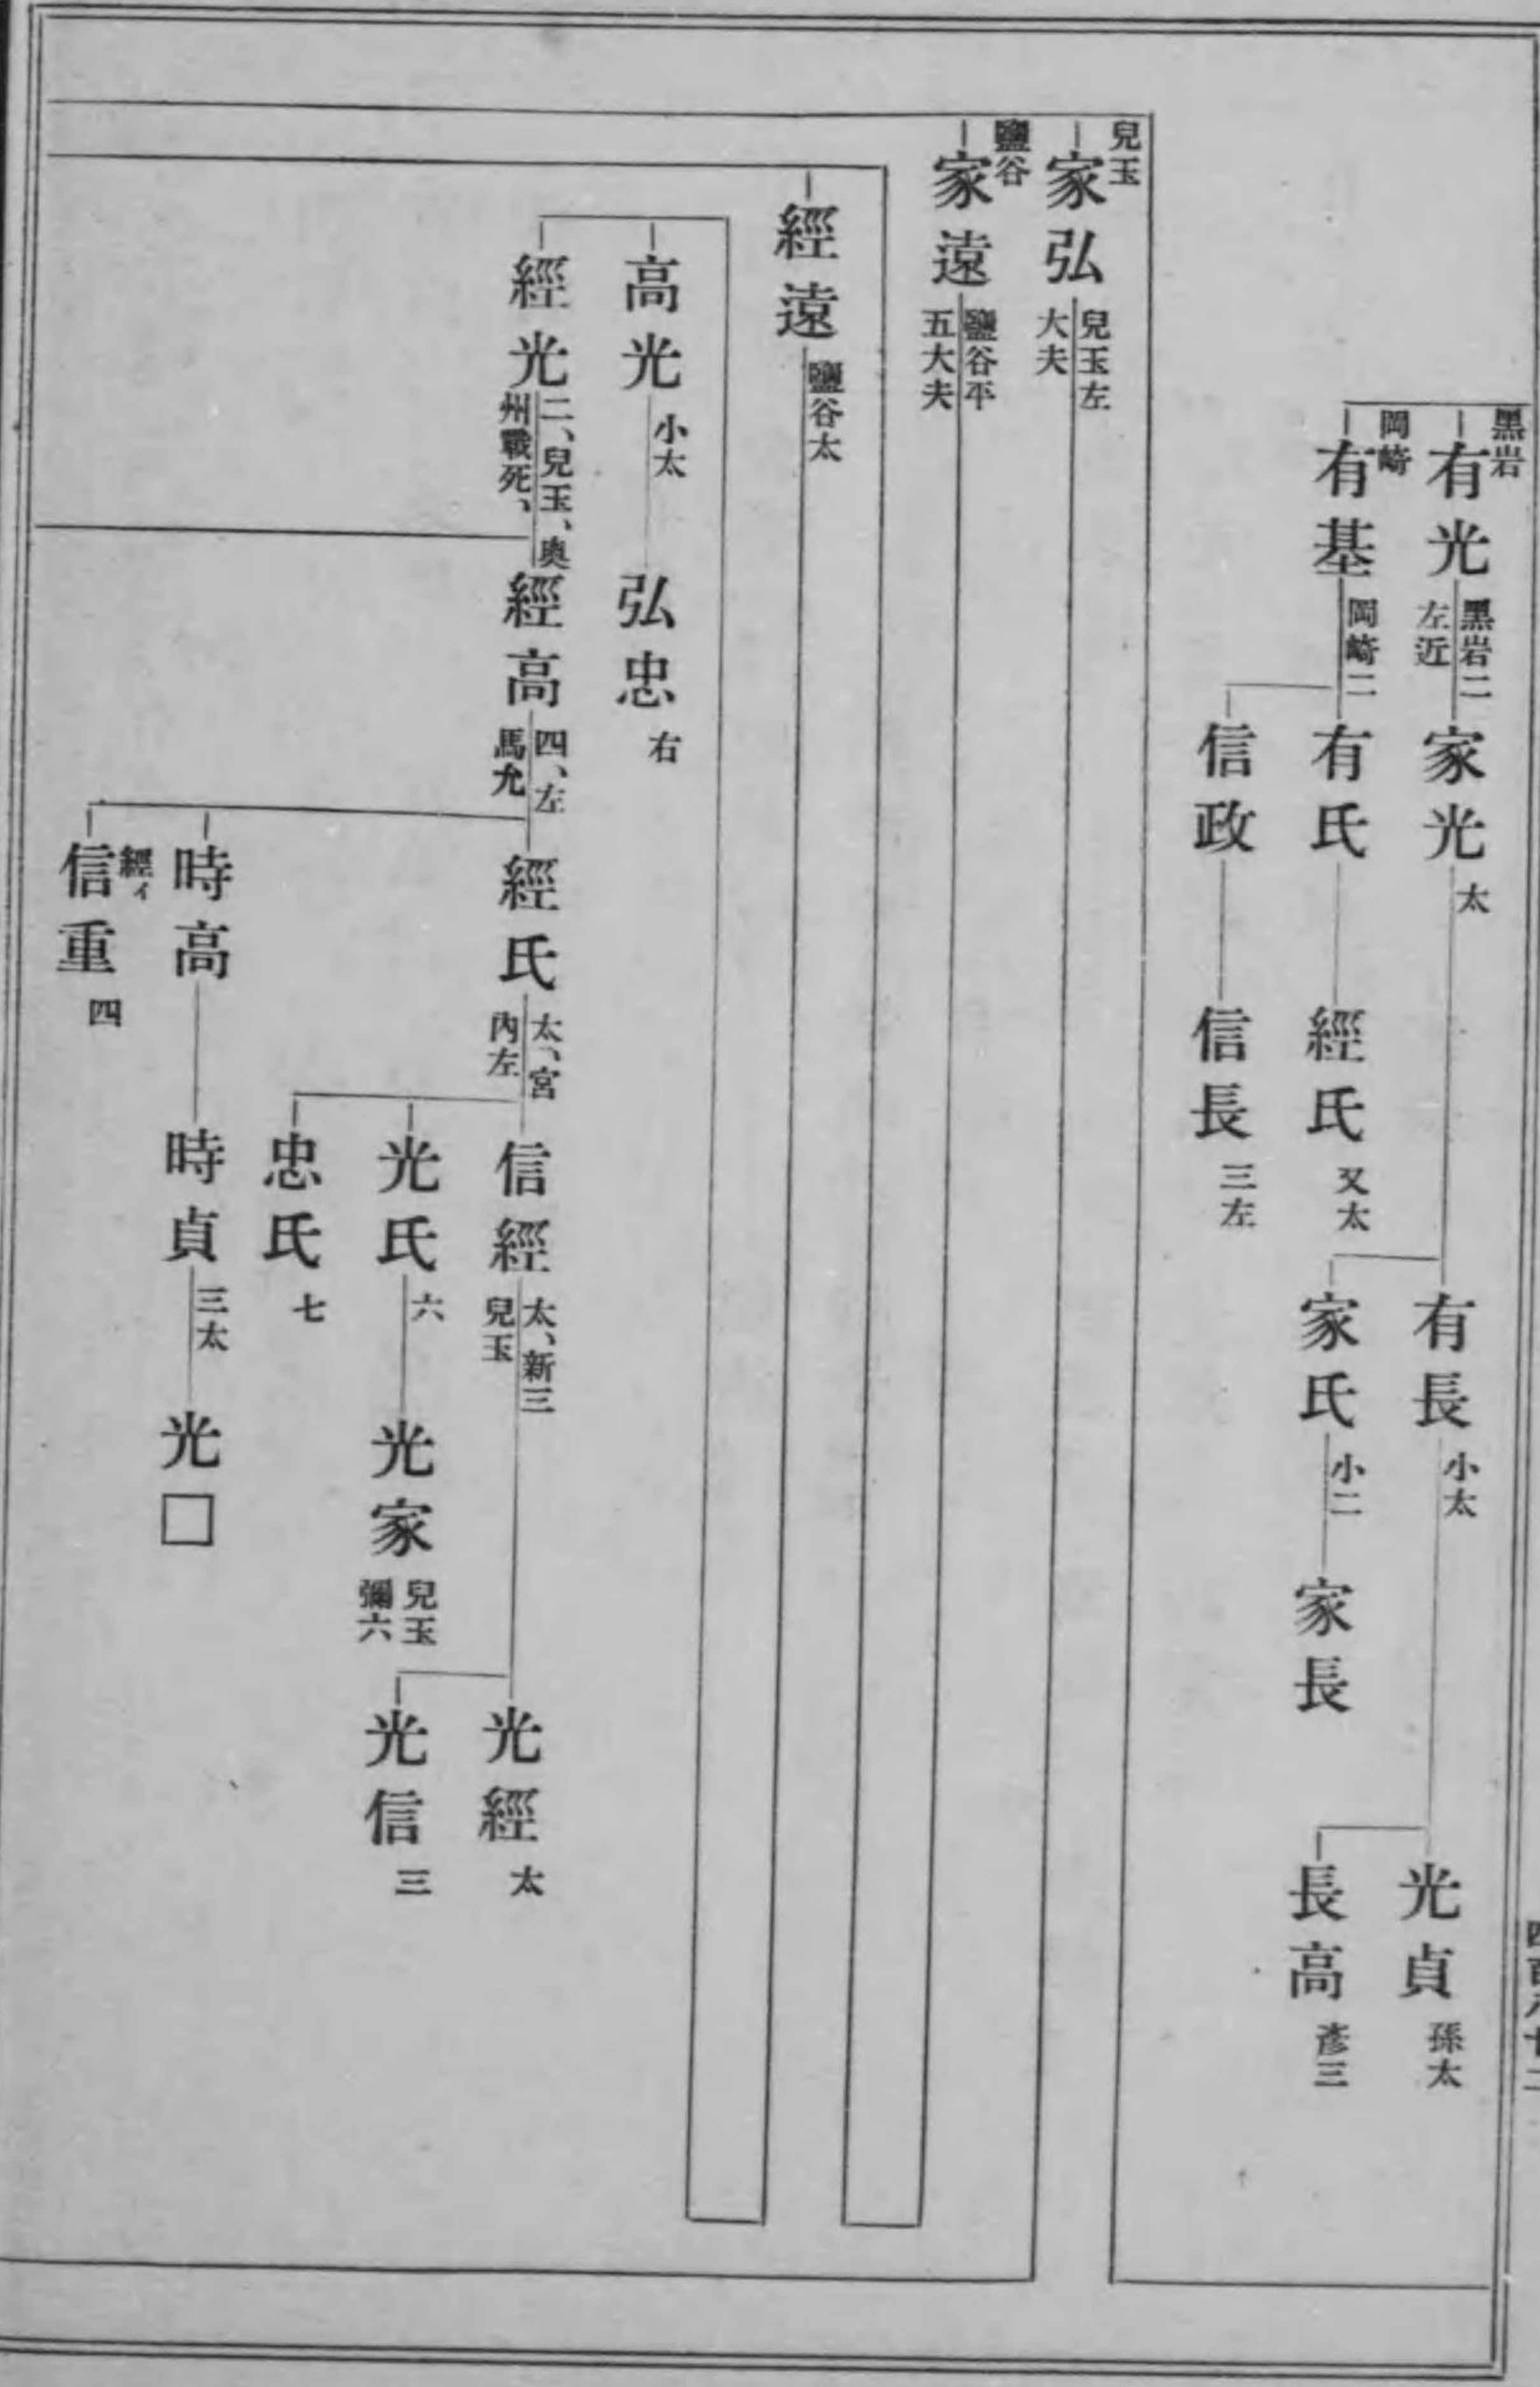 黑岩
有光
黑岩二
左近
家光
太
有長
小太
光貞
孫太
長高
彥三
家氏
小二
家長
岡崎
有基
岡崎二
有氏
經氏
又太
信政
信長
三左
兒玉
家弘
兒玉左
大夫
鹽谷
家遠
鹽谷平
五大夫
經遠
鹽谷太
高光
小太
弘忠
右
經光
二、兒玉、奥
州戰死、
經高
四、左
馬允
經氏
太、宮
內左
信經
太、新三
兒玉
光經
太
光信
三
光氏
六
光家
兒玉
彌六
忠氏
七
時高
時貞
三太
光□
經イ
信重
四